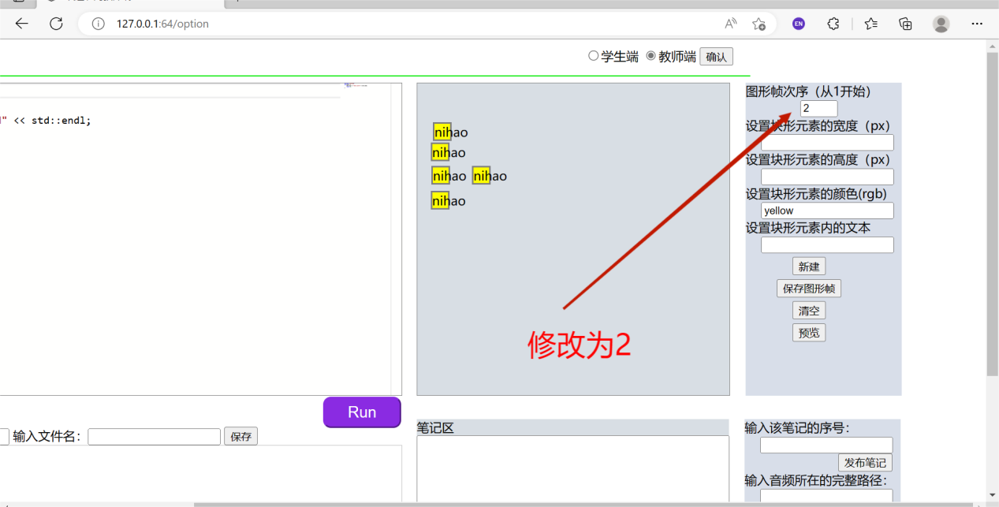 127.0.0.1:64/option
EN
学生端 教师端 确认
" << std::endl;
nihao
nihao
nihao nihao
nihao
修改为2
图形帧次序（从1开始）
2
设置块形元素的宽度（px）
设置块形元素的高度（px）
设置块形元素的颜色(rgb)
yellow
设置块形元素内的文本
新建
保存图形帧
清空
预览
Run
输入文件名： 保存
笔记区
输入该笔记的序号：
发布笔记
输入音频所在的完整路径：